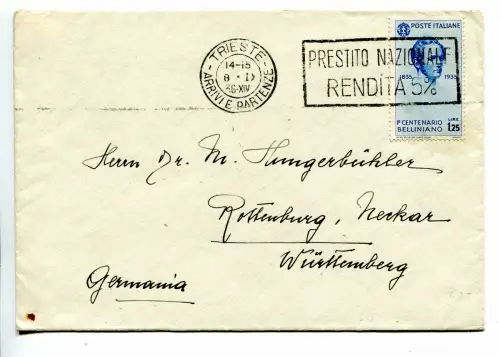 TRIESTE
14-15
8 · I
36-XIV
ARRIVI E PARTENZE
PRESTITO NAZIONALE
RENDITA 5%
POSTE ITALIANE
1835 1935
Iº CENTENARIO
BELLINIANO
LIRE
1,25
Herrn Dr. M. Hungerbühler
Rottenburg, Neckar
Württemberg
Germania